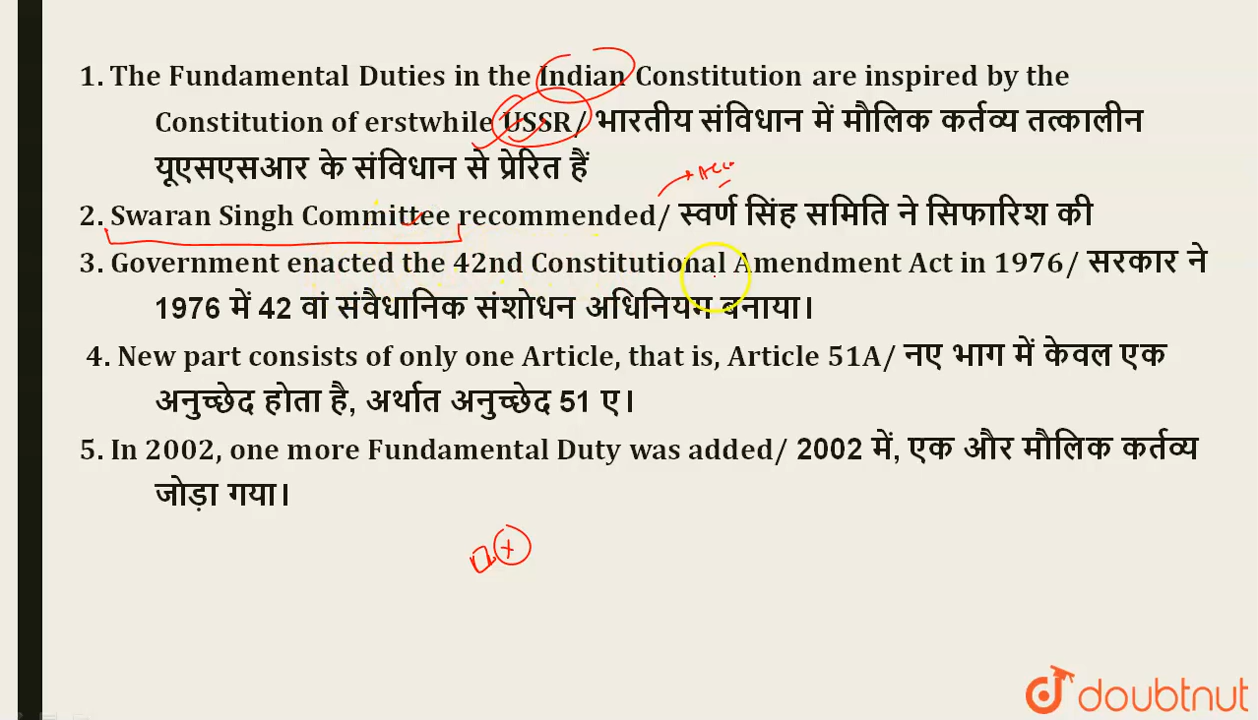 1. The Fundamental Duties in the Indian Constitution are inspired by the
Constitution of erstwhile USSR/ भारतीय संविधान में मौलिक कर्तव्य तत्कालीन
यूएसएसआर के संविधान से प्रेरित हैं
2. Swaran Singh Committee recommended/ स्वर्ण सिंह समिति ने सिफारिश की
3. Government enacted the 42nd Constitutional Amendment Act in 1976/ सरकार ने
1976 में 42 वां संवैधानिक संशोधन अधिनियम बनाया।
4. New part consists of only one Article, that is, Article 51A/ नए भाग में केवल एक
अनुच्छेद होता है, अर्थात अनुच्छेद 51 ए।
5. In 2002, one more Fundamental Duty was added/ 2002 में, एक और मौलिक कर्तव्य
जोड़ा गया।
doubtnut